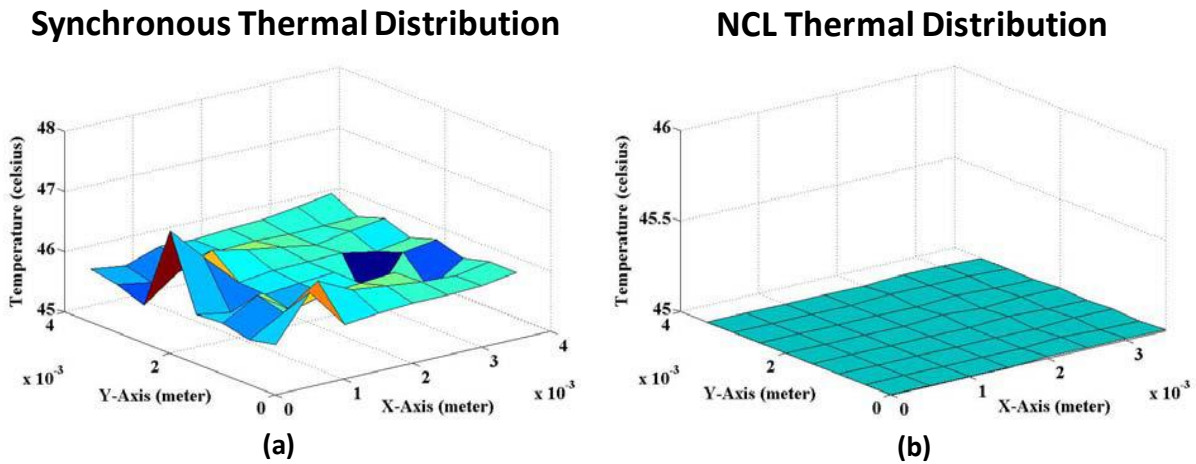 Synchronous Thermal Distribution
NCL Thermal Distribution
Temperature (celsius)
48
47
46
45
4
2
0
x 10-3
Y-Axis (meter)
0
1
2
3
4
x 10-3
X-Axis (meter)
(a)
Temperature (celsius)
46
45.5
45
4
2
0
x 10-3
Y-Axis (meter)
0
1
2
3
x 10-3
X-Axis (meter)
(b)